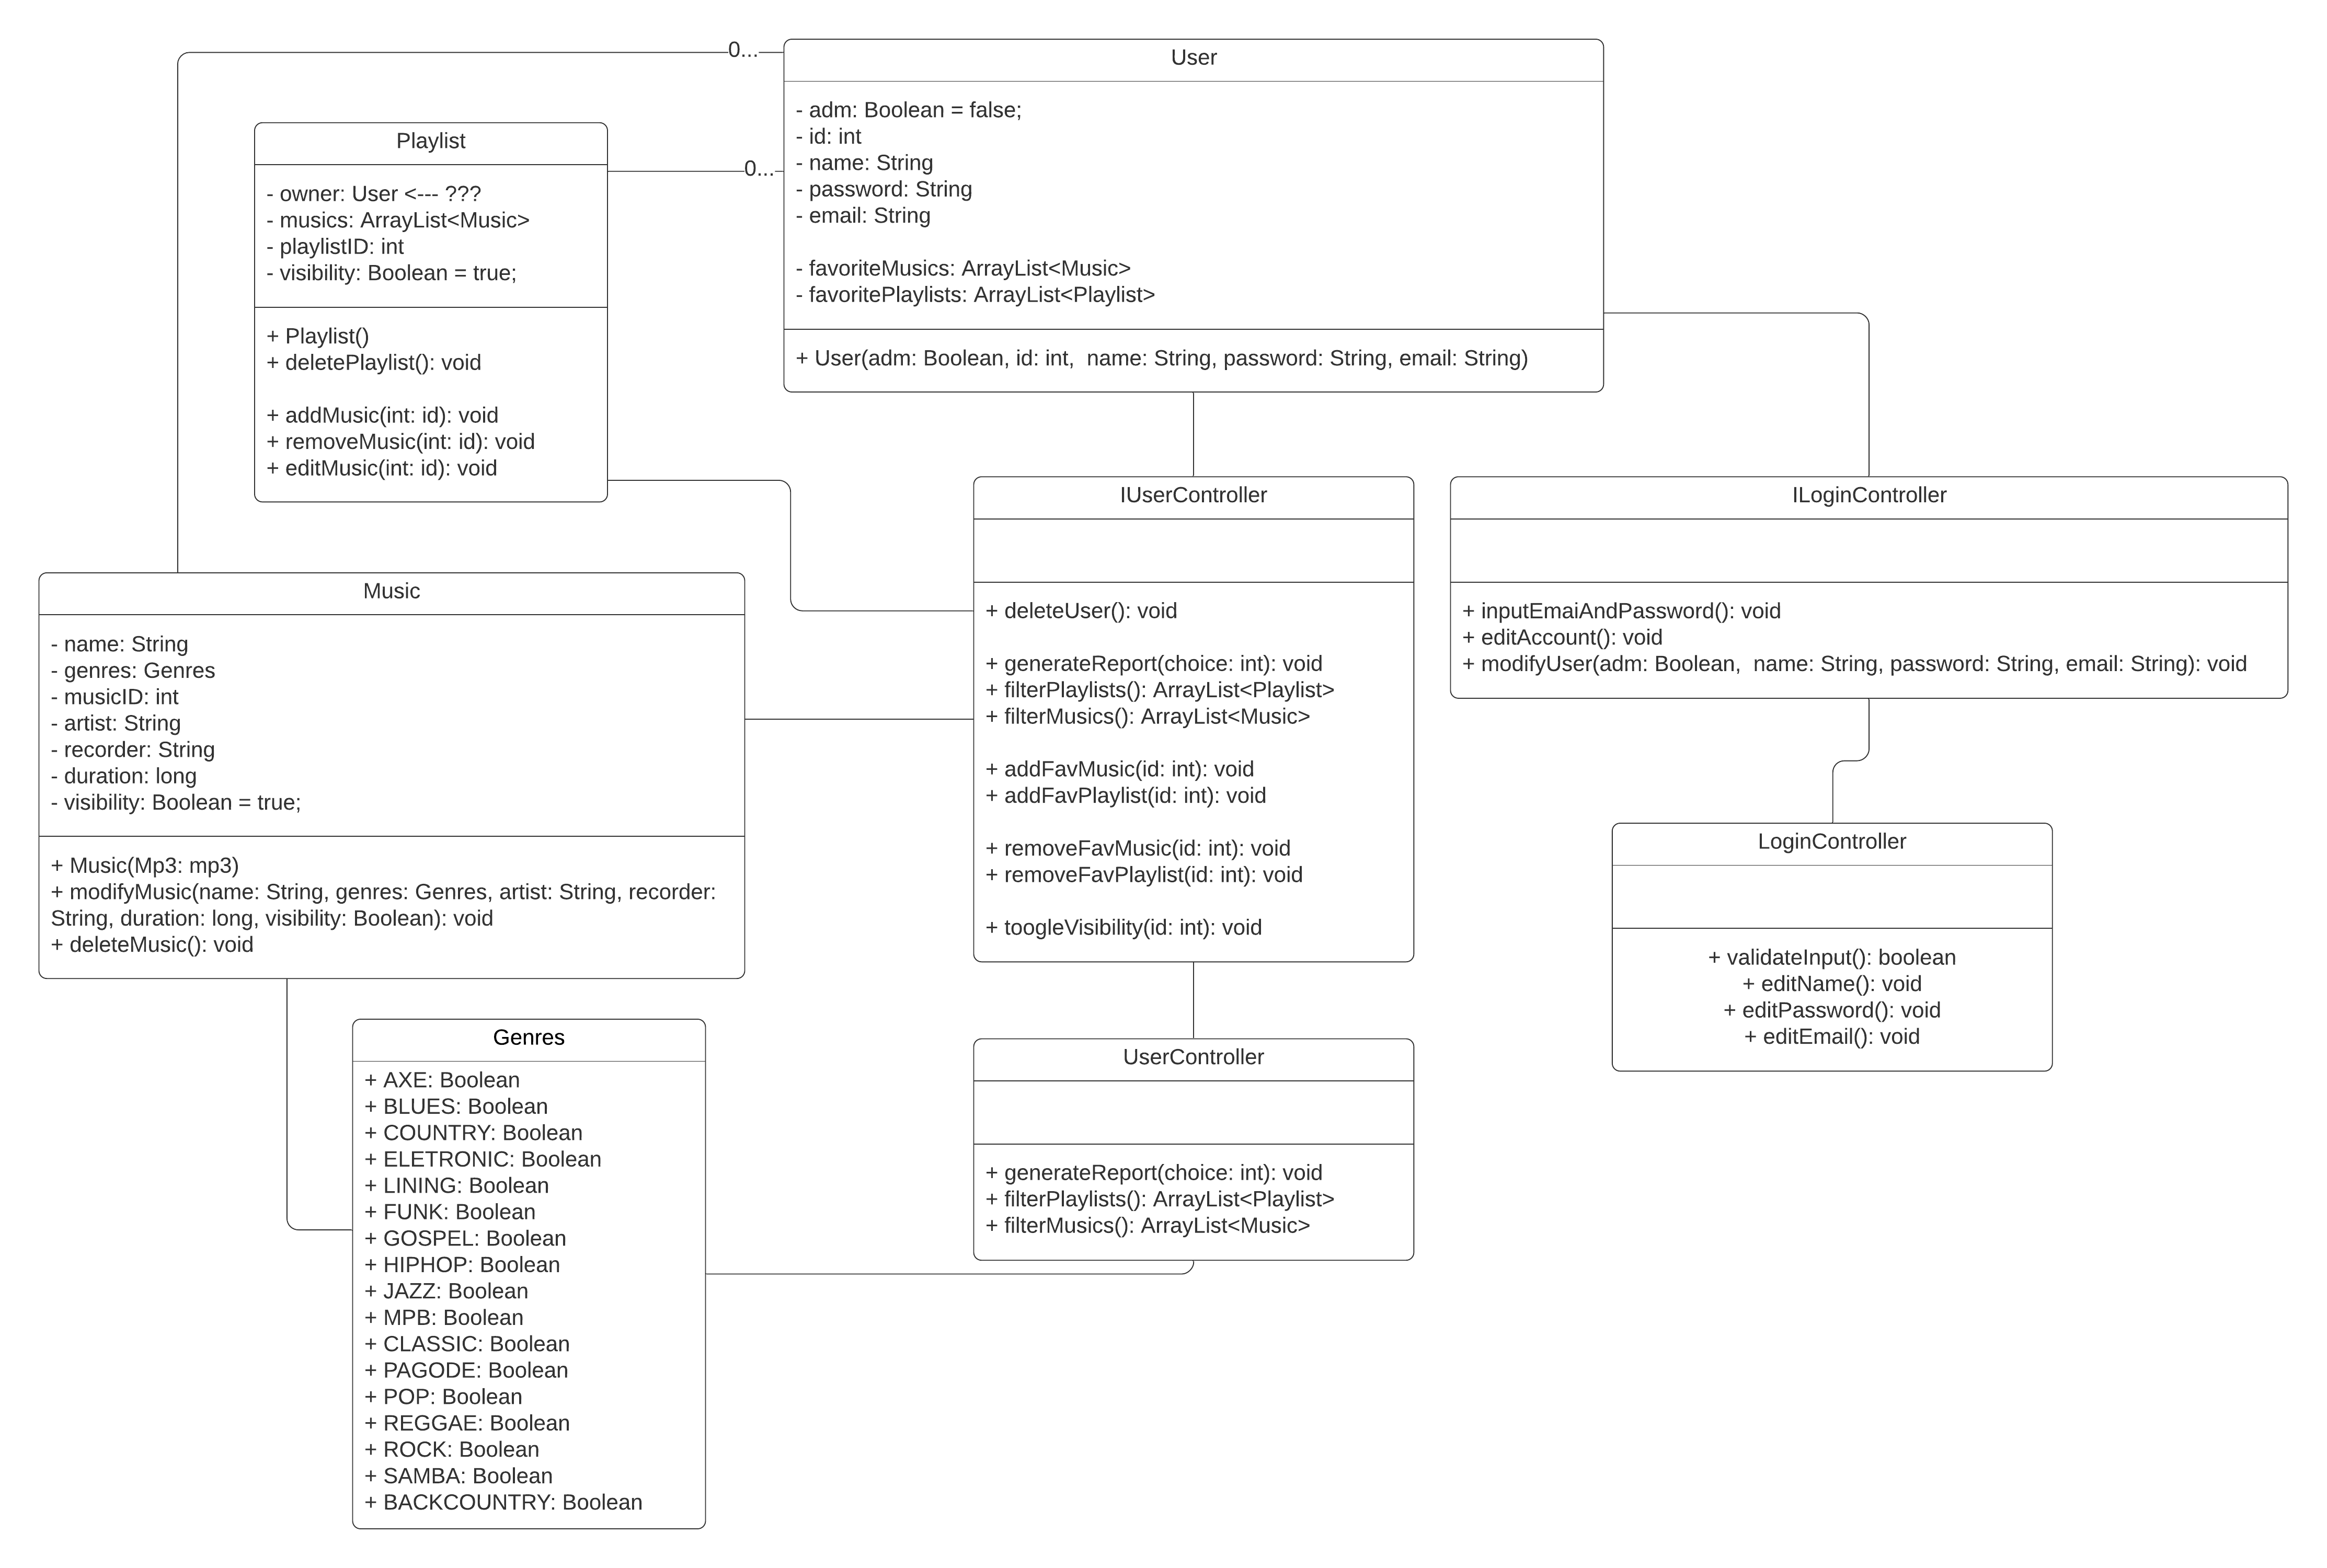 0...
User
- adm: Boolean = false;
- id: int
- name: String
- password: String
- email: String
- favoriteMusics: ArrayList<Music>
- favoritePlaylists: ArrayList<Playlist>
+ User(adm: Boolean, id: int,  name: String, password: String, email: String)
0...
Playlist
- owner: User <--- ???
- musics: ArrayList<Music>
- playlistID: int
- visibility: Boolean = true;
+ Playlist()
+ deletePlaylist(): void
+ addMusic(int: id): void
+ removeMusic(int: id): void
+ editMusic(int: id): void
IUserController
+ deleteUser(): void
+ generateReport(choice: int): void
+ filterPlaylists(): ArrayList<Playlist>
+ filterMusics(): ArrayList<Music>
+ addFavMusic(id: int): void
+ addFavPlaylist(id: int): void
+ removeFavMusic(id: int): void
+ removeFavPlaylist(id: int): void
+ toogleVisibility(id: int): void
ILoginController
+ inputEmaiAndPassword(): void
+ editAccount(): void
+ modifyUser(adm: Boolean,  name: String, password: String, email: String): void
Music
- name: String
- genres: Genres
- musicID: int
- artist: String
- recorder: String
- duration: long
- visibility: Boolean = true;
+ Music(Mp3: mp3)
+ modifyMusic(name: String, genres: Genres, artist: String, recorder:
String, duration: long, visibility: Boolean): void
+ deleteMusic(): void
LoginController
+ validateInput(): boolean
+ editName(): void
+ editPassword(): void
+ editEmail(): void
Genres
+ AXE: Boolean
+ BLUES: Boolean
+ COUNTRY: Boolean
+ ELETRONIC: Boolean
+ LINING: Boolean
+ FUNK: Boolean
+ GOSPEL: Boolean
+ HIPHOP: Boolean
+ JAZZ: Boolean
+ MPB: Boolean
+ CLASSIC: Boolean
+ PAGODE: Boolean
+ POP: Boolean
+ REGGAE: Boolean
+ ROCK: Boolean
+ SAMBA: Boolean
+ BACKCOUNTRY: Boolean
UserController
+ generateReport(choice: int): void
+ filterPlaylists(): ArrayList<Playlist>
+ filterMusics(): ArrayList<Music>